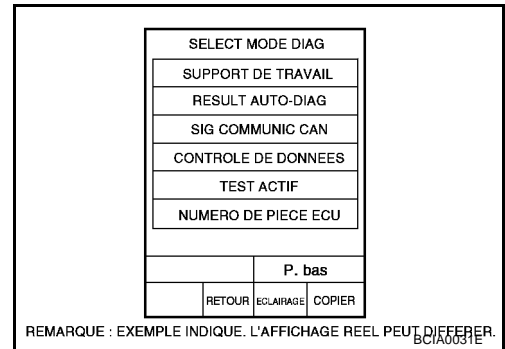 SELECT MODE DIAG
SUPPORT DE TRAVAIL
RESULT AUTO-DIAG
SIG COMMUNIC CAN
CONTROLE DE DONNEES
TEST ACTIF
NUMERO DE PIECE ECU
P. bas
RETOUR ECLAIRAGE COPIER
REMARQUE : EXEMPLE INDIQUE. L'AFFICHAGE REEL PEUT DIFFERER.
BCIA0031E